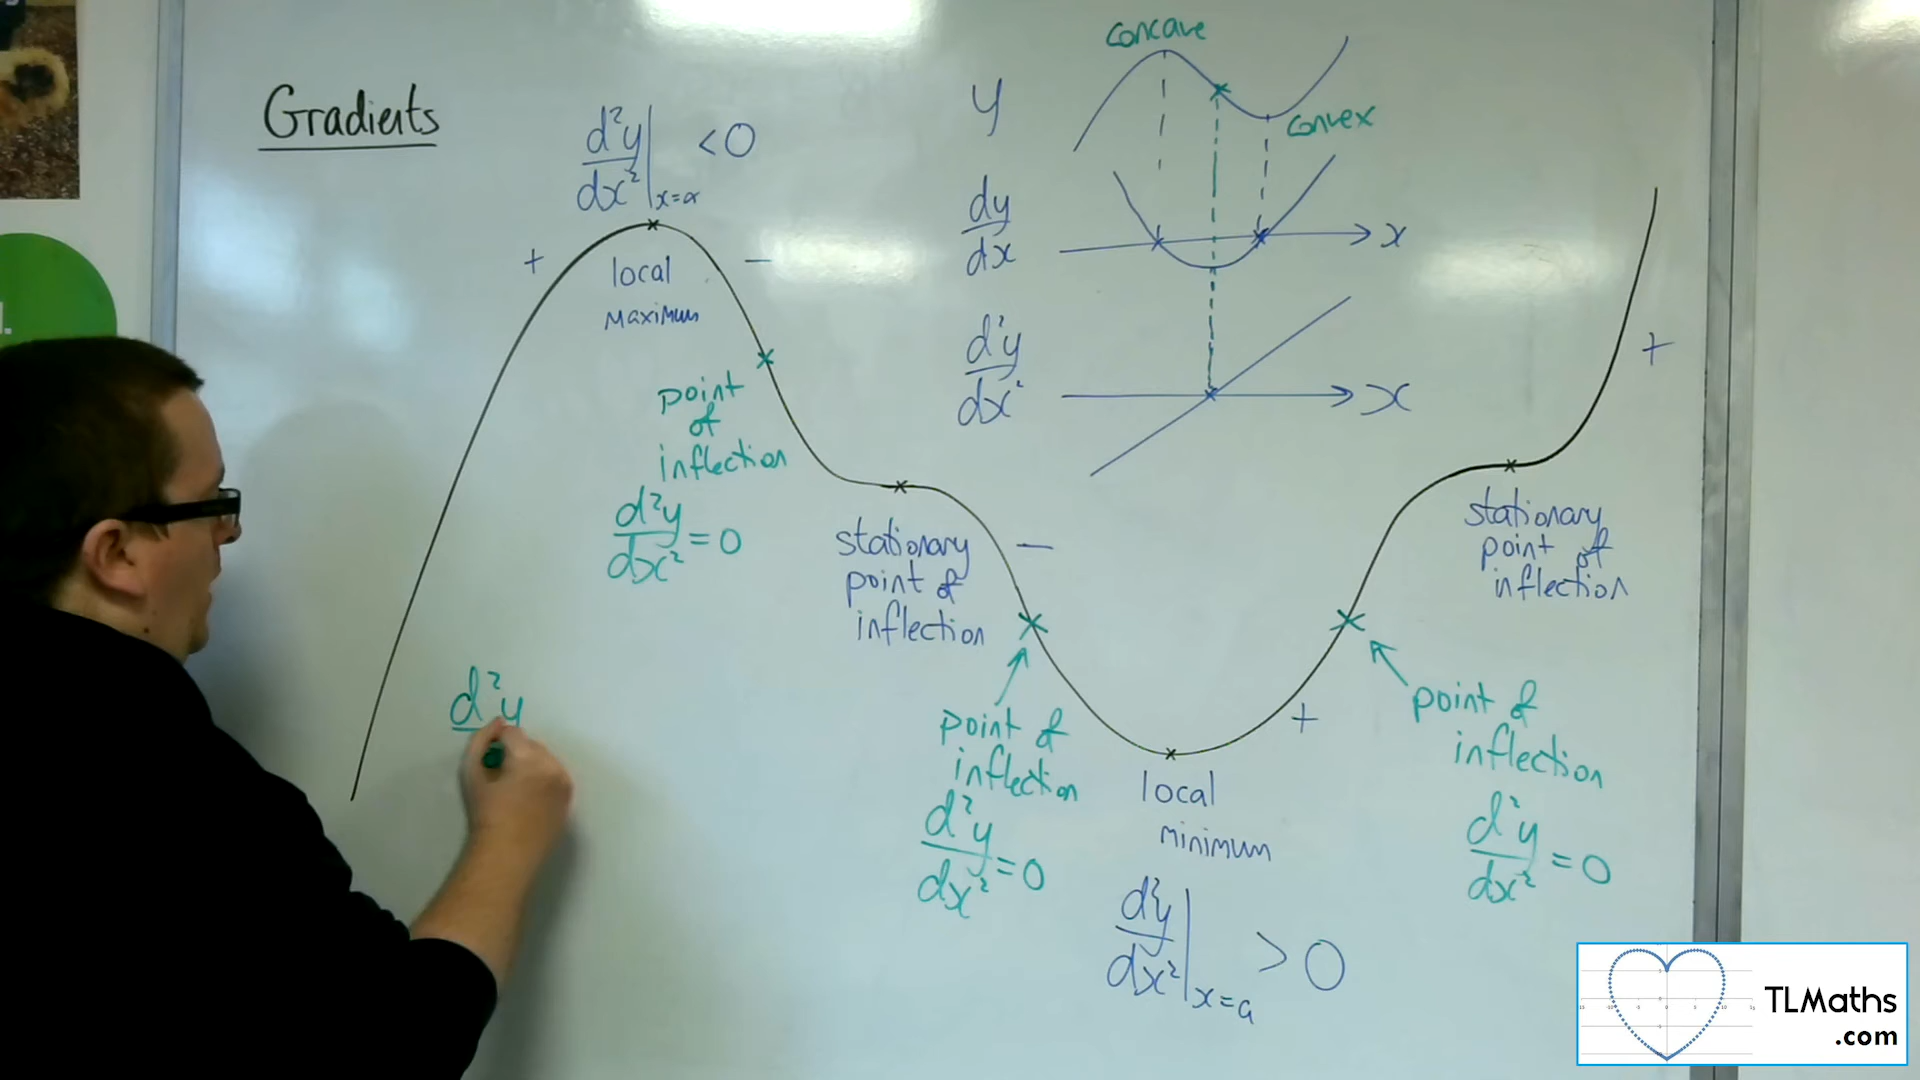 Gradients
d²y/dx² |x=a < 0
+
local
maximum
−
point
of
inflection
d²y/dx² = 0
stationary
point of
inflection
−
d²y
point of
inflection
d²y/dx² = 0
local
minimum
d²y/dx² |x=a > 0
+
point of
inflection
d²y/dx² = 0
stationary
point of
inflection
+
concave
y
convex
dy/dx
x
d²y/dx²
x
TLMaths
.com